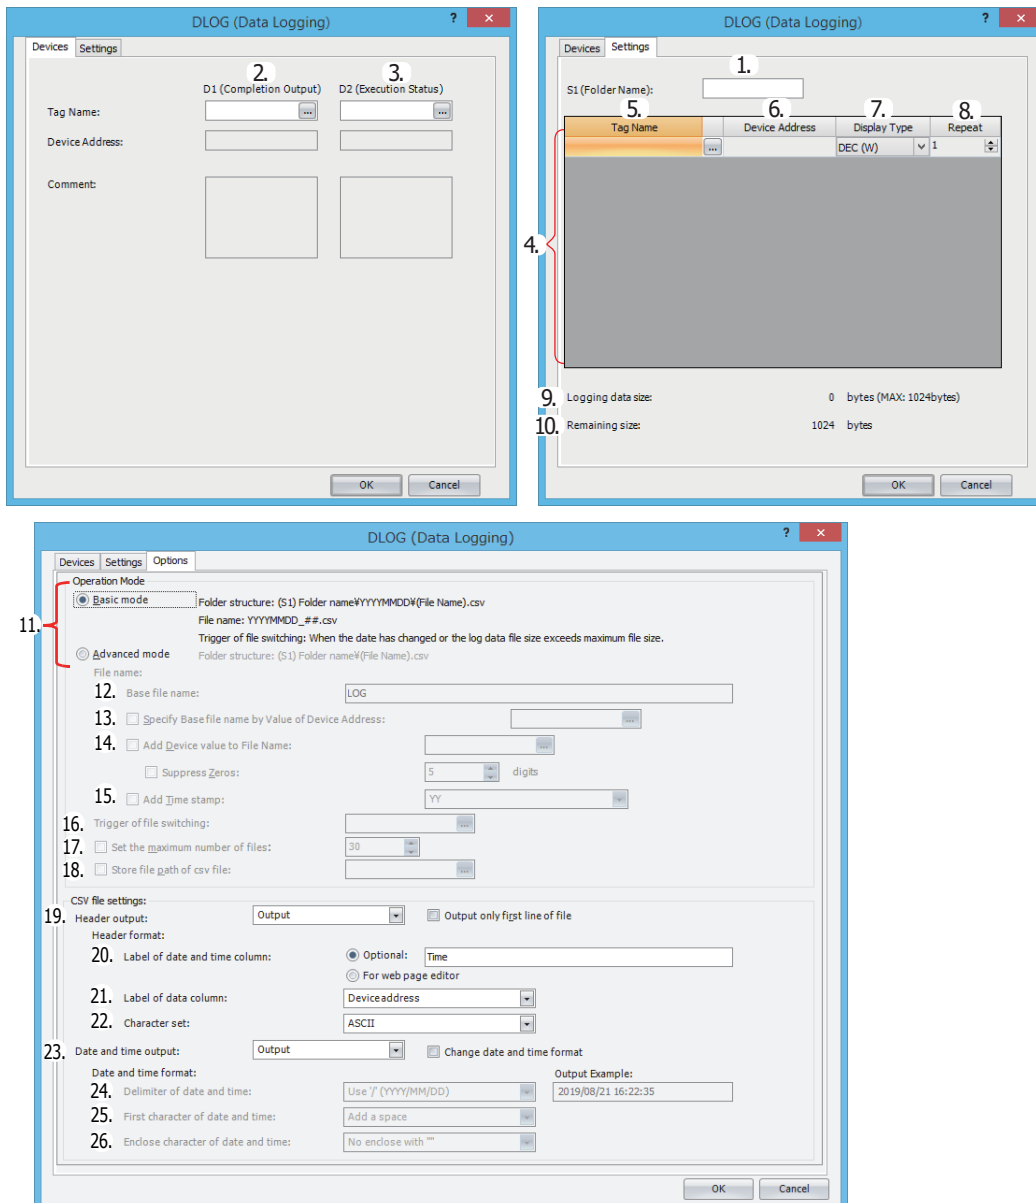 DLOG (Data Logging)
? ×
Devices Settings
2. 3.
D1 (Completion Output) D2 (Execution Status)
Tag Name: ... ...
Device Address:
Comment:
OK Cancel
DLOG (Data Logging)
? ×
Devices Settings
1.
S1(Folder Name):
5. 6. 7. 8.
Tag Name Device Address Display Type Repeat
... DEC (W) 1
4.
9. Logging data size: 0 bytes (MAX: 1024bytes)
10. Remaining size: 1024 bytes
OK Cancel
DLOG (Data Logging)
? ×
Devices Settings Options
Operation Mode
11.
Basic mode Folder structure: (S1) Folder name¥YYYYMMDD¥(File Name).csv
File name: YYYYMMDD_##.csv
Trigger of file switching: When the date has changed or the log data file size exceeds maximum file size.
Advanced mode Folder structure: (S1) Folder name¥(File Name).csv
File name:
12. Base file name: LOG
13. Specify Base file name by Value of Device Address: ...
14. Add Device value to File Name: ...
Suppress Zeros: 5 digits
15. Add Time stamp: YY
16. Trigger of file switching: ...
17. Set the maximum number of files: 30
18. Store file path of csv file: ...
CSV file settings:
19. Header output: Output Output only first line of file
Header format:
20. Label of date and time column: Optional: Time
For web page editor
21. Label of data column: Deviceaddress
22. Character set: ASCII
23. Date and time output: Output Change date and time format
Date and time format: Output Example:
24. Delimiter of date and time: Use '/' (YYYY/MM/DD) 2019/08/21 16:22:35
25. First character of date and time: Add a space
26. Enclose character of date and time: No enclose with ""
OK Cancel